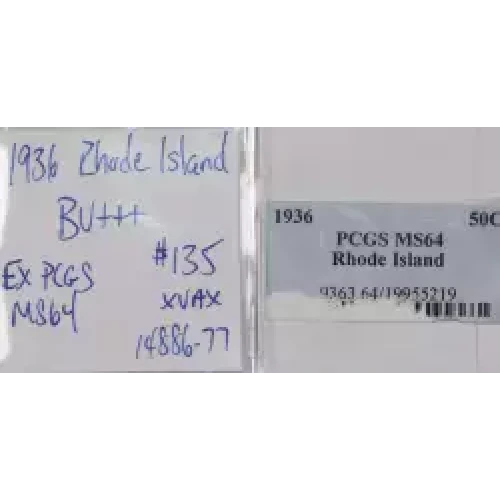 1936 Rhode Island
BU+++
#135
EX PCGS
MS64
XVAX
14886-77
1936 50C
PCGS MS64
Rhode Island
9363.64/19955219